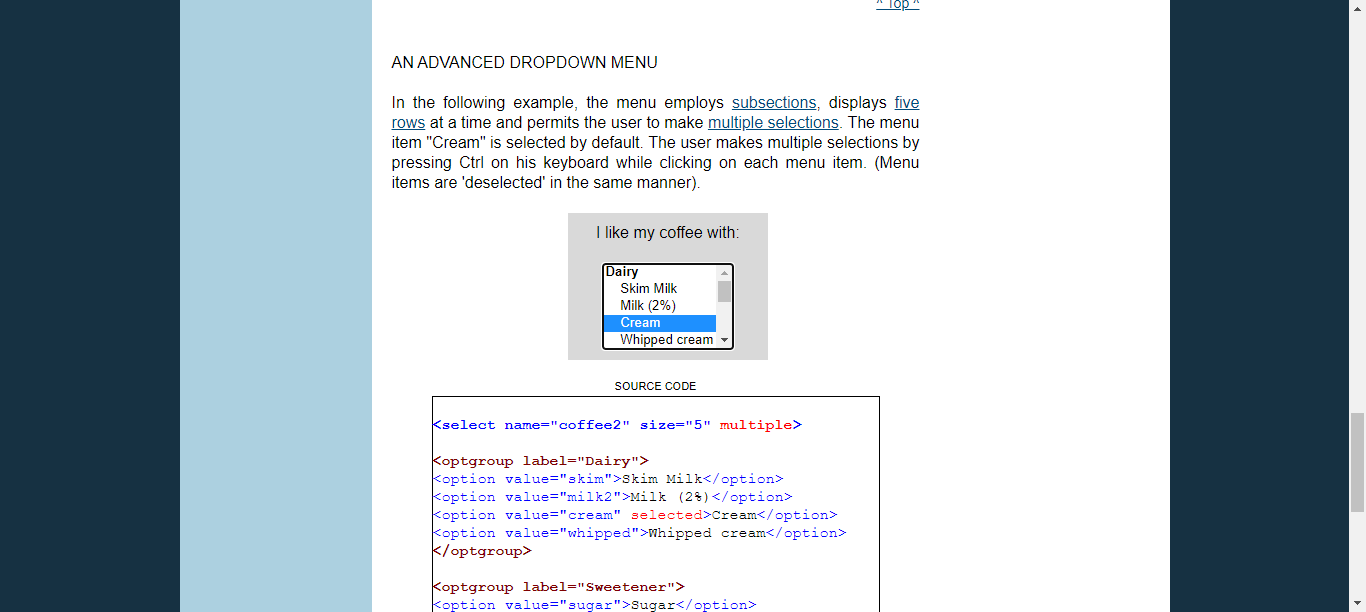 ^ Top ^
AN ADVANCED DROPDOWN MENU
In the following example, the menu employs subsections, displays five
rows at a time and permits the user to make multiple selections. The menu
item "Cream" is selected by default. The user makes multiple selections by
pressing Ctrl on his keyboard while clicking on each menu item. (Menu
items are 'deselected' in the same manner).
I like my coffee with:
Dairy
Skim Milk
Milk (2%)
Cream
Whipped cream
SOURCE CODE
<select name="coffee2" size="5" multiple>
<optgroup label="Dairy">
<option value="skim">Skim Milk</option>
<option value="milk2">Milk (2%)</option>
<option value="cream" selected>Cream</option>
<option value="whipped">Whipped cream</option>
</optgroup>
<optgroup label="Sweetener">
<option value="sugar">Sugar</option>